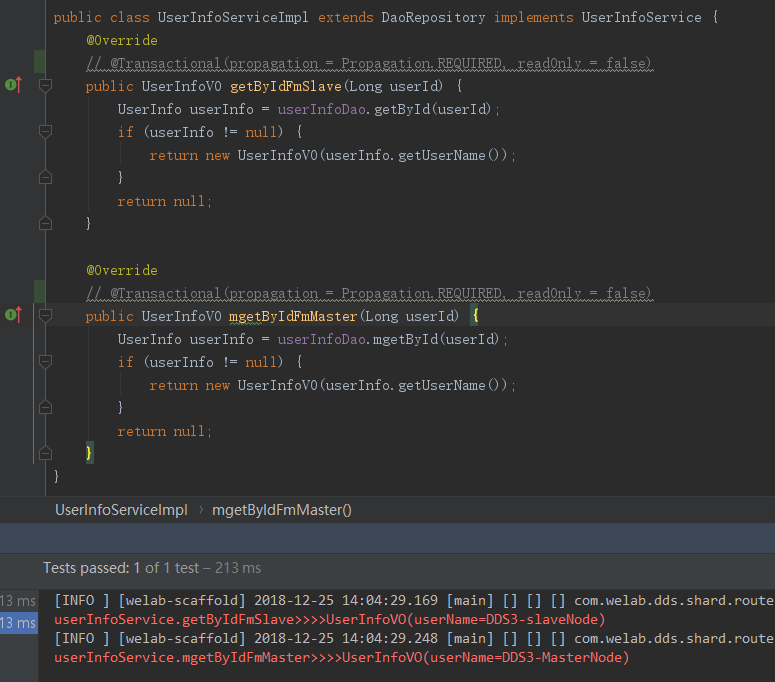 public class UserInfoServiceImpl extends DaoRepository implements UserInfoService {
@Override
// @Transactional(propagation = Propagation.REQUIRED, readOnly = false)
public UserInfoVO getByIdFmSlave(Long userId) {
UserInfo userInfo = userInfoDao.getById(userId);
if (userInfo != null) {
return new UserInfoVO(userInfo.getUserName());
}
return null;
}
@Override
// @Transactional(propagation = Propagation.REQUIRED, readOnly = false)
public UserInfoVO mgetByIdFmMaster(Long userId) {
UserInfo userInfo = userInfoDao.mgetById(userId);
if (userInfo != null) {
return new UserInfoVO(userInfo.getUserName());
}
return null;
}
}
UserInfoServiceImpl › mgetByIdFmMaster()
Tests passed: 1 of 1 test – 213 ms
13 ms [INFO ] [welab-scaffold] 2018-12-25 14:04:29.169 [main] [] [] [] com.welab.dds.shard.route
13 ms userInfoService.getByIdFmSlave>>>>UserInfoVO(userName=DDS3-slaveNode)
[INFO ] [welab-scaffold] 2018-12-25 14:04:29.248 [main] [] [] [] com.welab.dds.shard.route
userInfoService.mgetByIdFmMaster>>>>UserInfoVO(userName=DDS3-MasterNode)